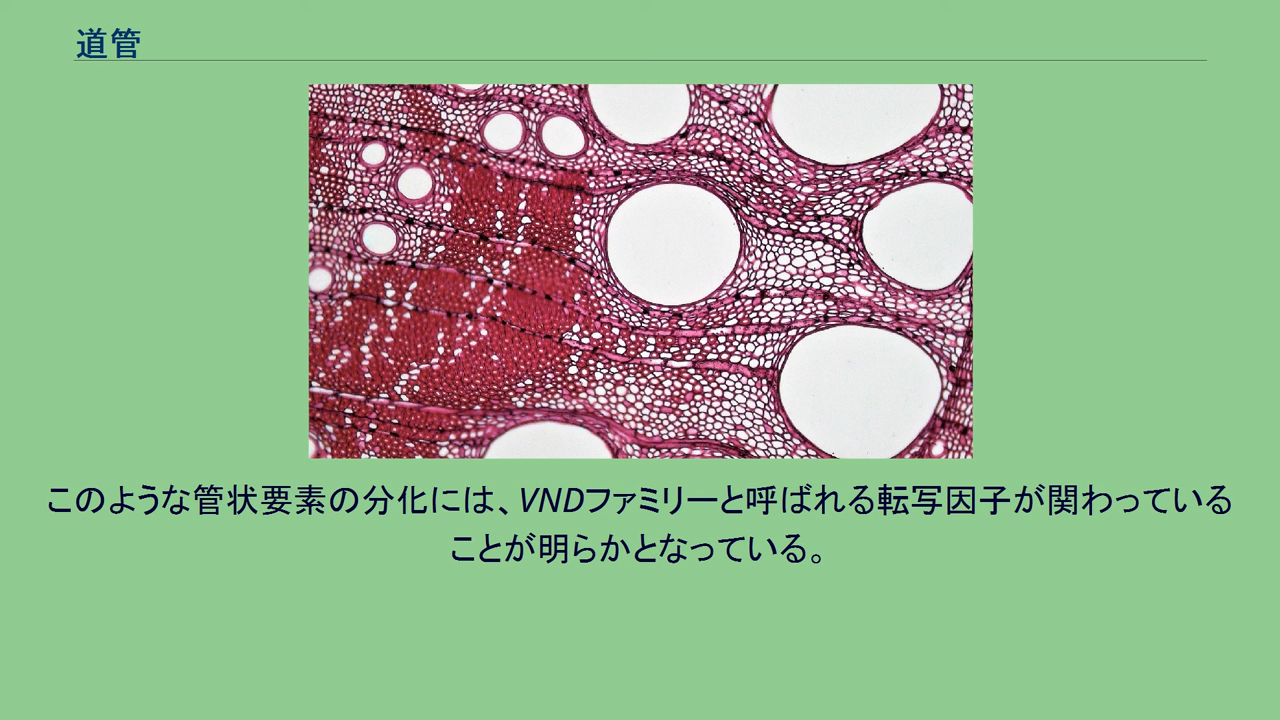 道管
このような管状要素の分化には、VNDファミリーと呼ばれる転写因子が関わっている
ことが明らかとなっている。